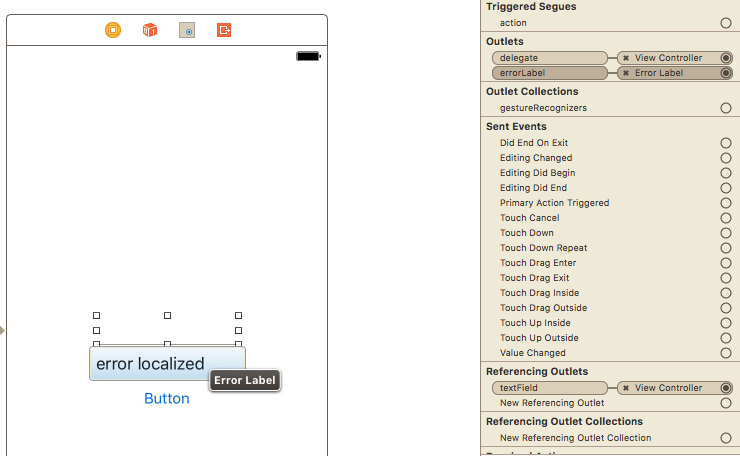 error localized
Error Label
Button
Triggered Segues
action
Outlets
delegate View Controller
errorLabel Error Label
Outlet Collections
gestureRecognizers
Sent Events
Did End On Exit
Editing Changed
Editing Did Begin
Editing Did End
Primary Action Triggered
Touch Cancel
Touch Down
Touch Down Repeat
Touch Drag Enter
Touch Drag Exit
Touch Drag Inside
Touch Drag Outside
Touch Up Inside
Touch Up Outside
Value Changed
Referencing Outlets
textField View Controller
New Referencing Outlet
Referencing Outlet Collections
New Referencing Outlet Collection